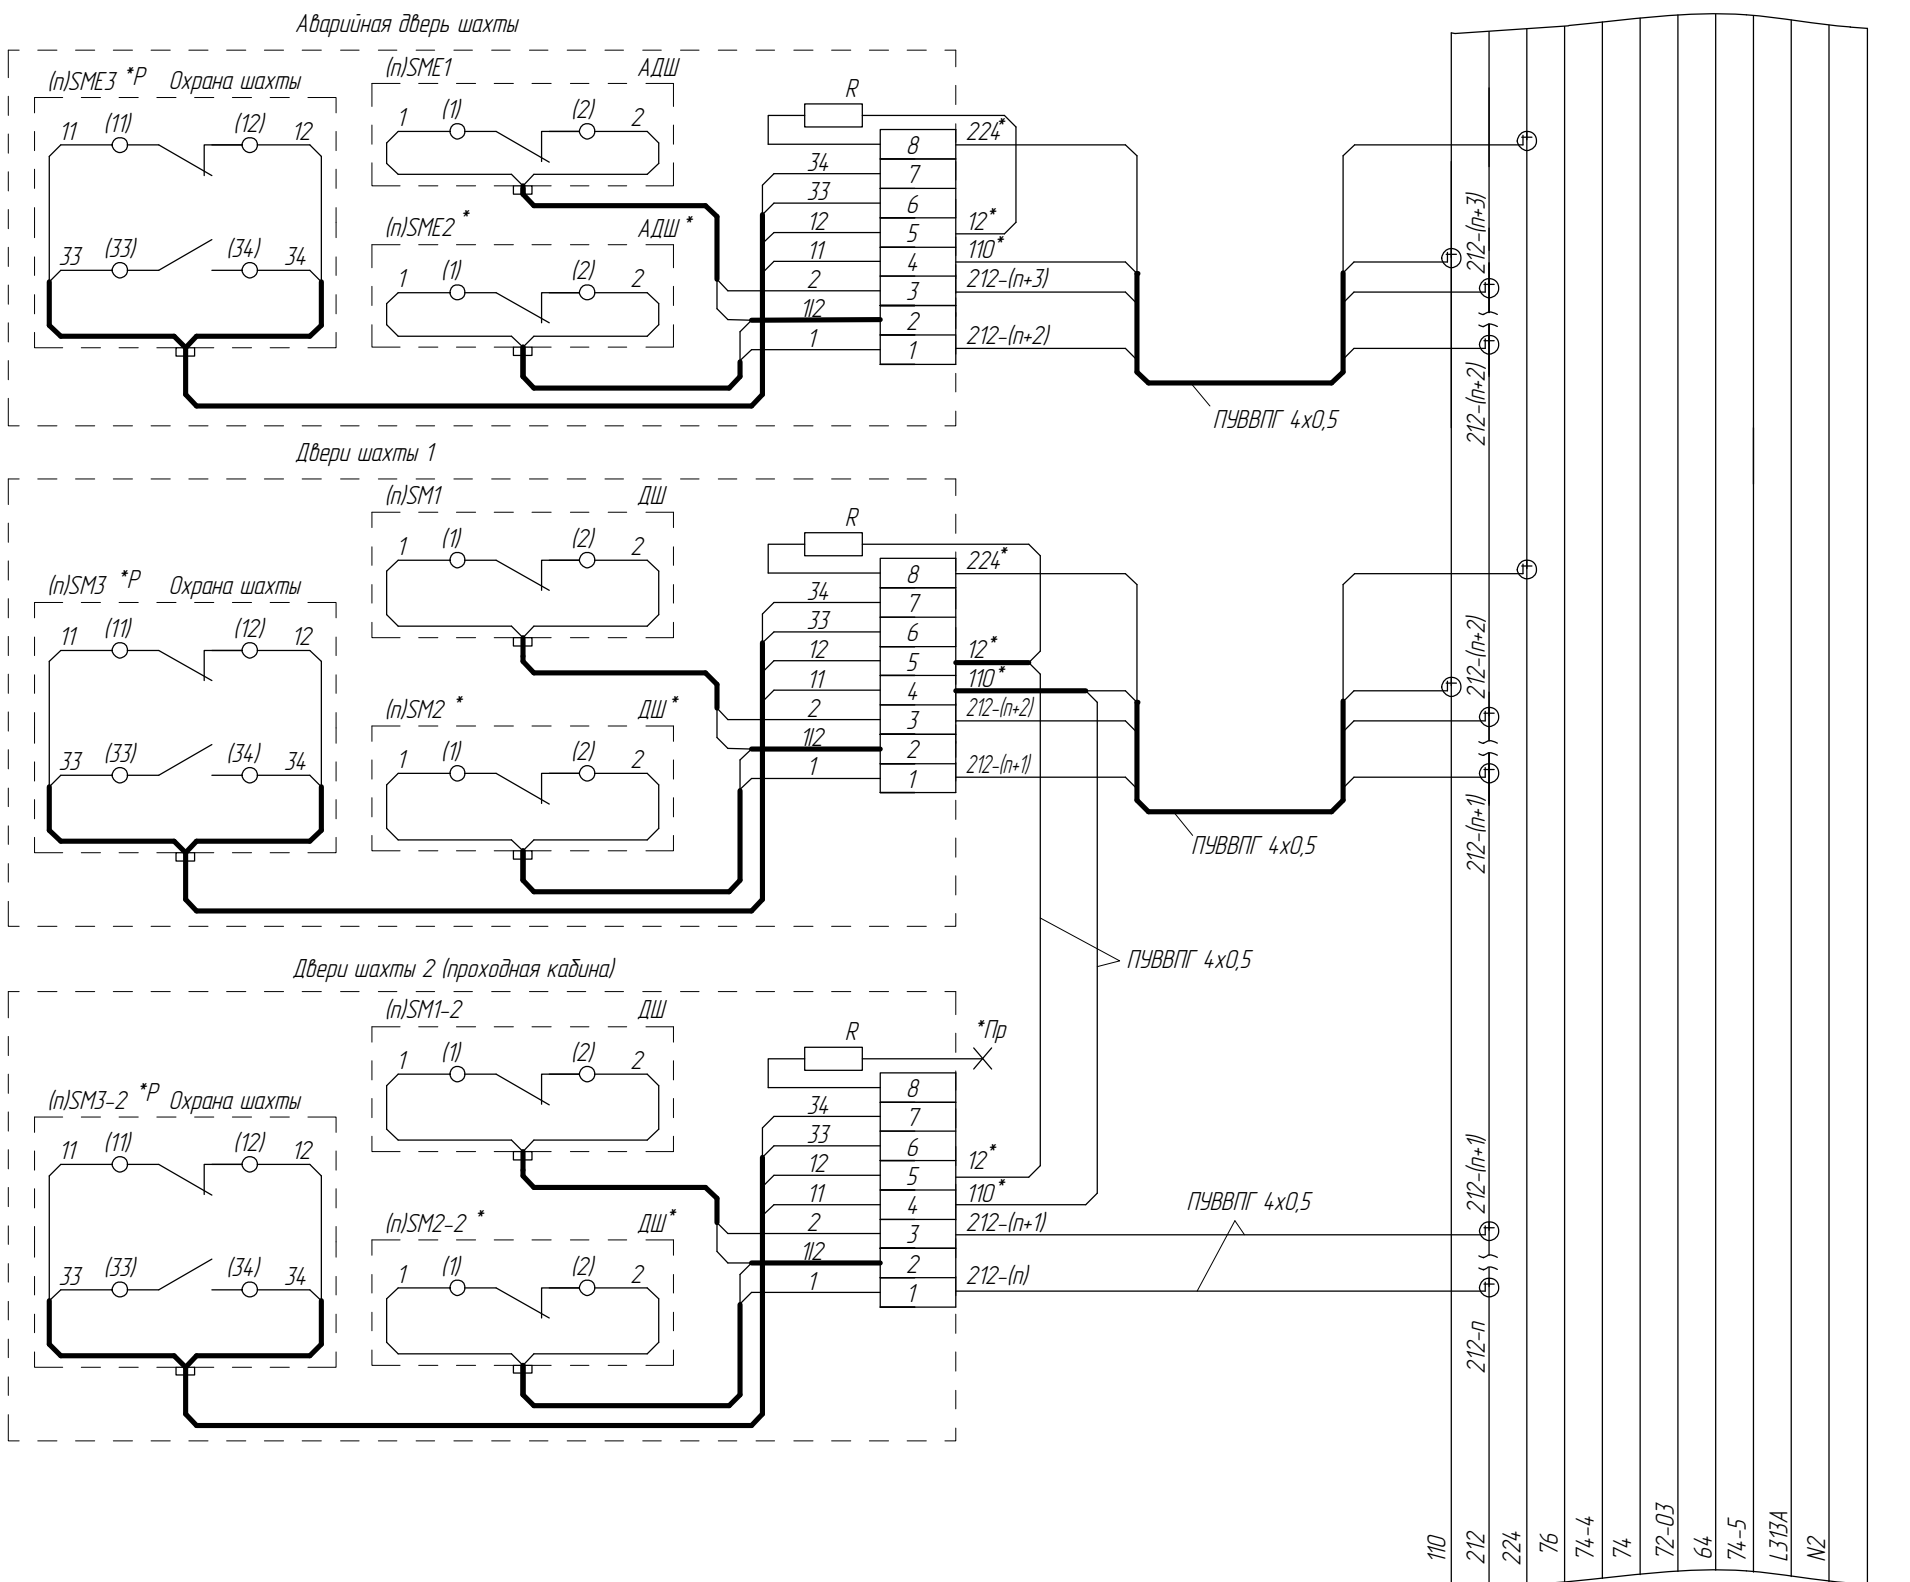 Аварийная дверь шахты
(n)SME3 *P Охрана шахты
11 (11) (12) 12
33 (33) (34) 34
(n)SME1 АДШ
1 (1) (2) 2
(n)SME2 * АДШ *
1 (1) (2) 2
R
8 224*
34 7
33 6
12 5 12*
11 4 110*
2 3 212-(n+3)
1|2 2
1 1 212-(n+2)
212-(n+3)
212-(n+2)
ПУВВПГ 4х0,5
Двери шахты 1
(n)SM1 ДШ
1 (1) (2) 2
(n)SM3 *P Охрана шахты
11 (11) (12) 12
33 (33) (34) 34
(n)SM2 * ДШ *
1 (1) (2) 2
R
8 224*
34 7
33 6
12 5 12*
11 4 110*
2 3 212-(n+2)
1|2 2
1 1 212-(n+1)
212-(n+2)
212-(n+1)
ПУВВПГ 4х0,5
ПУВВПГ 4х0,5
Двери шахты 2 (проходная кабина)
(n)SM1-2 ДШ
1 (1) (2) 2
(n)SM3-2 *P Охрана шахты
11 (11) (12) 12
33 (33) (34) 34
(n)SM2-2 * ДШ *
1 (1) (2) 2
R *Пр
8
34 7
33 6
12 5 12*
11 4 110*
2 3 212-(n+1)
1|2 2
1 1 212-(n)
ПУВВПГ 4х0,5
212-(n+1)
212-n
110
212
224
76
74-4
74
72-03
64
74-5
L313A
N2